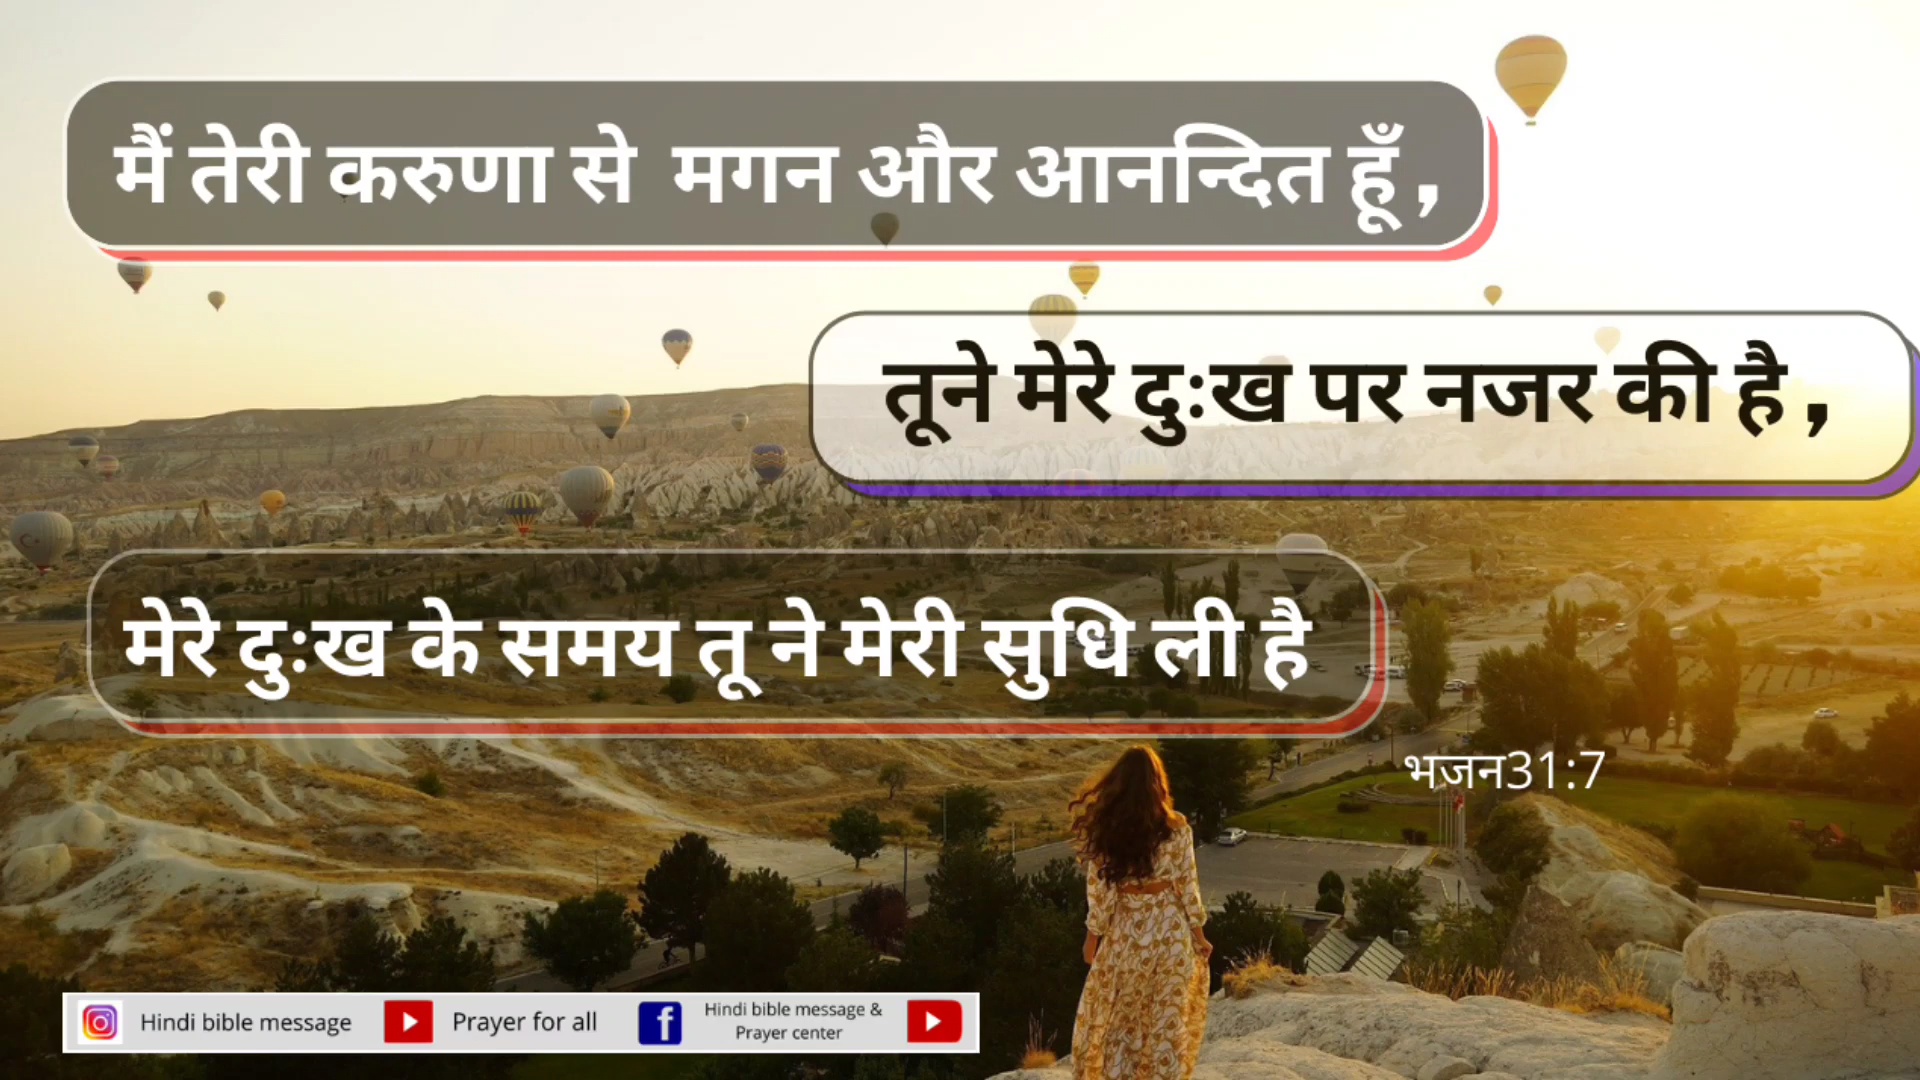 मैं तेरी करुणा से मगन और आनन्दित हूँ ,
तूने मेरे दुःख पर नजर की है ,
मेरे दुःख के समय तू ने मेरी सुधि ली है
भजन31:7
Hindi bible message
Prayer for all
Hindi bible message &
Prayer center